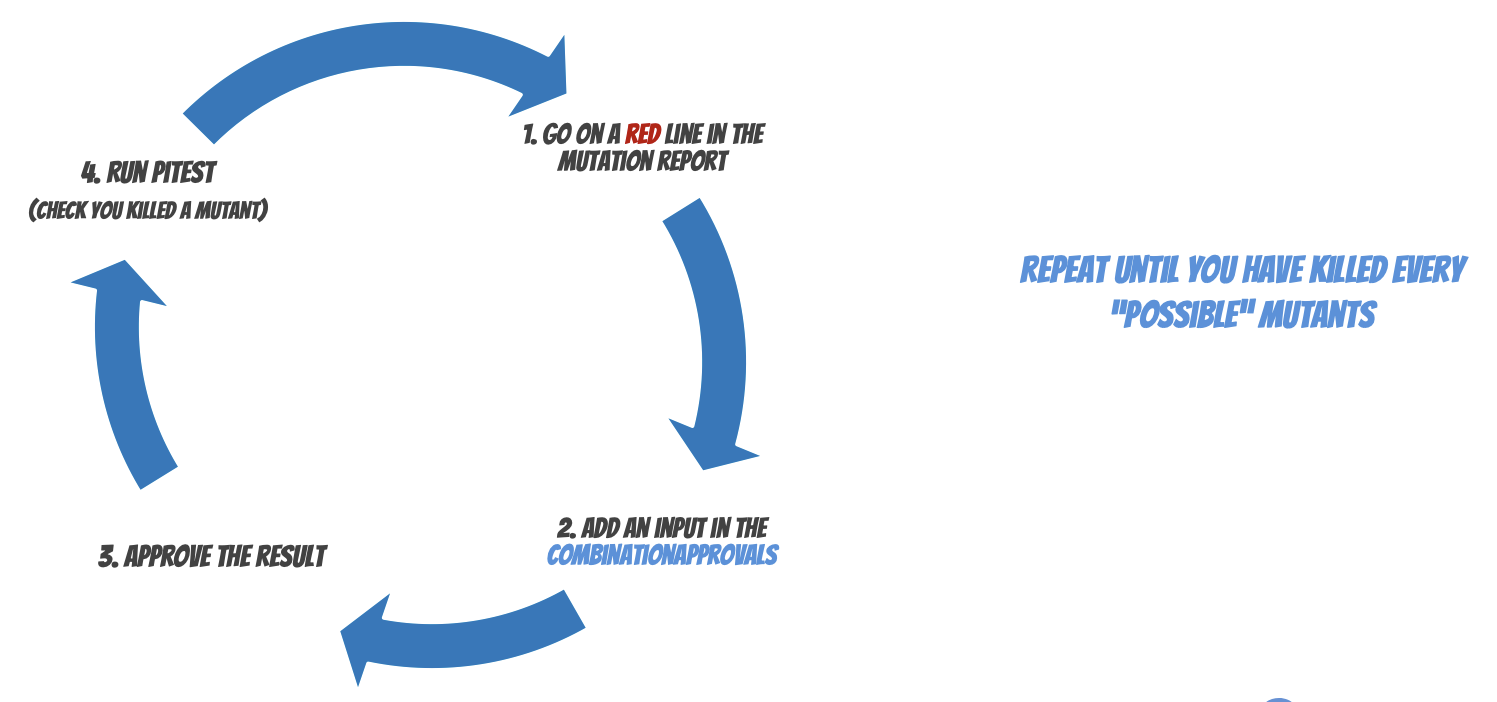 1. GO ON A RED LINE IN THE
MUTATION REPORT
2. ADD AN INPUT IN THE
COMBINATIONAPPROVALS
3. APPROVE THE RESULT
4. RUN PITEST
(CHECK YOU KILLED A MUTANT)
REPEAT UNTIL YOU HAVE KILLED EVERY
"POSSIBLE" MUTANTS